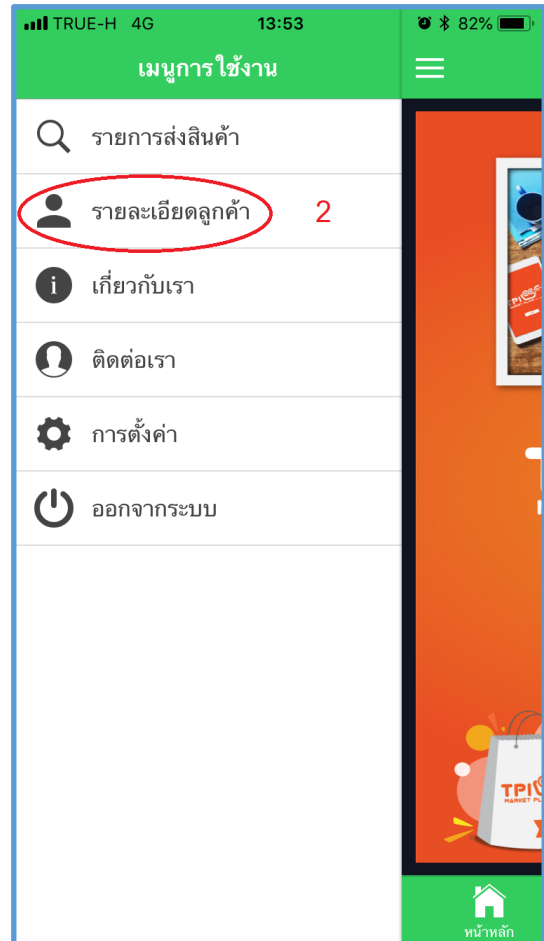 TRUE-H 4G 13:53 82%
เมนูการใช้งาน
รายการส่งสินค้า
รายละเอียดลูกค้า 2
เกี่ยวกับเรา
ติดต่อเรา
การตั้งค่า
ออกจากระบบ
หน้าหลัก